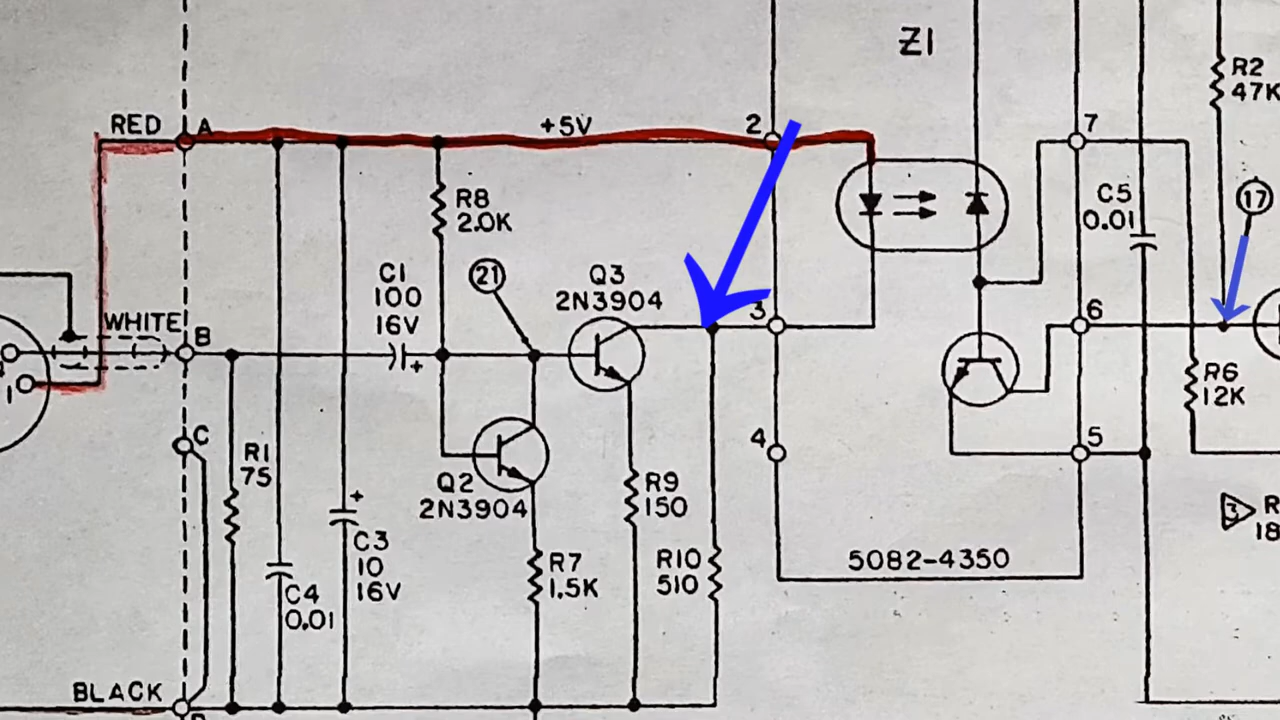 Z1
R2
47K
RED
A
+5V
2
7
R8
2.0K
C5
0.01
17
C1
100
16V
21
Q3
2N3904
WHITE
B
+
3
6
1
C
R6
12K
R1
75
Q2
2N3904
4
5
+
C3
10
16V
R9
150
R7
1.5K
R10
510
5082-4350
3
R
18
C4
0.01
BLACK